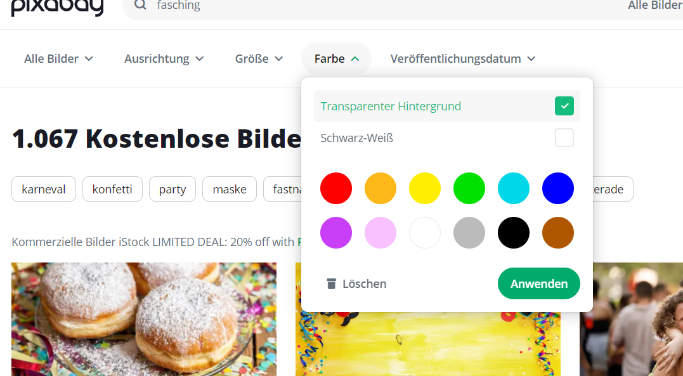 pixabay
fasching
Alle Bilder
Alle Bilder
Ausrichtung
Größe
Farbe
Veröffentlichungsdatum
Transparenter Hintergrund
Schwarz-Weiß
1.067 Kostenlose Bilde
karneval
konfetti
party
maske
fastna
erade
Kommerzielle Bilder iStock LIMITED DEAL: 20% off with
Löschen
Anwenden